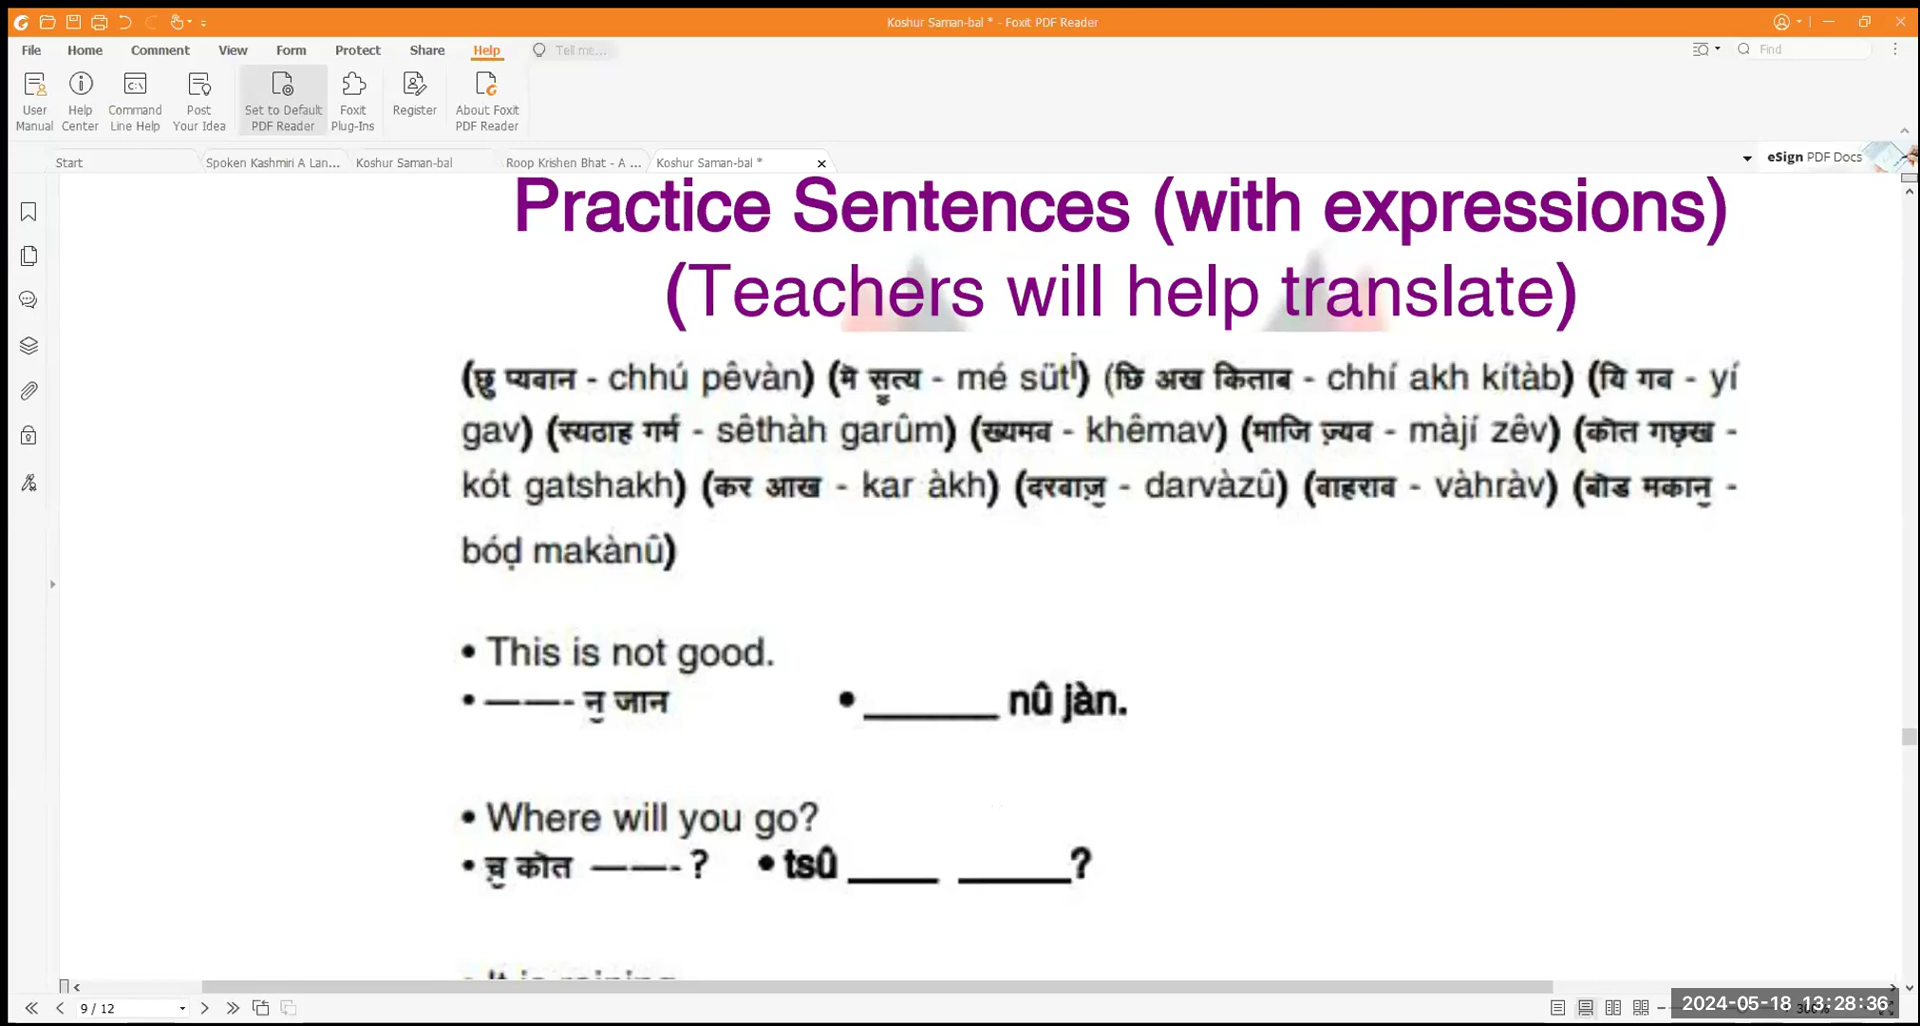 Koshur Saman-bal * - Foxit PDF Reader
File Home Comment View Form Protect Share Help Tell me... Find
User Manual
Help Center
Command Line Help
Post Your Idea
Set to Default PDF Reader
Foxit Plug-Ins
Register
About Foxit PDF Reader
Start Spoken Kashmiri A Lan... Koshur Saman-bal Roop Krishen Bhat - A ... Koshur Saman-bal * eSign PDF Docs
Practice Sentences (with expressions)
(Teachers will help translate)
(छु प्यवान - chhú pêvàn) (मे सॢत्य - mé süt^i) (छि अख किताब - chhí akh kítàb) (यि गव - yí
gav) (स्यठाह गर्म - sêthàh garûm) (ख्यमव - khêmav) (माजि ज़्यव - màjí zêv) (कॊत गछ़ख -
kót gatshakh) (कर आख - kar àkh) (दरवाज़ॖ - darvàzû) (वाहराव - vàhràv) (बॊड मकानॖ -
bóḍ makànû)
• This is not good.
• ——- नॖ जान • ______ nû jàn.
• Where will you go?
• च़ॖ कॊत ——- ? • tsû ____ _____?
• It is raining.
9 / 12
2024-05-18 13:28:36